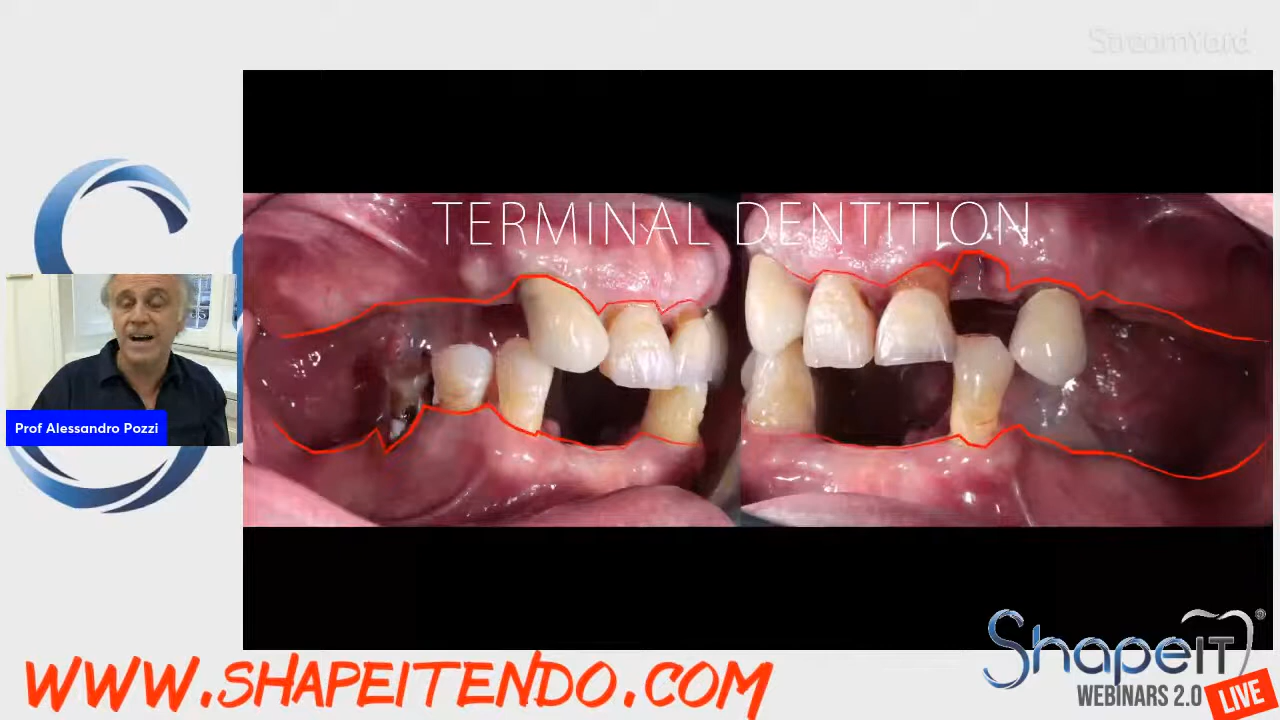 StreamYard
TERMINAL DENTITION
Prof Alessandro Pozzi
WWW.SHAPEITENDO.COM
ShapeIT®
WEBINARS 2.0 LIVE